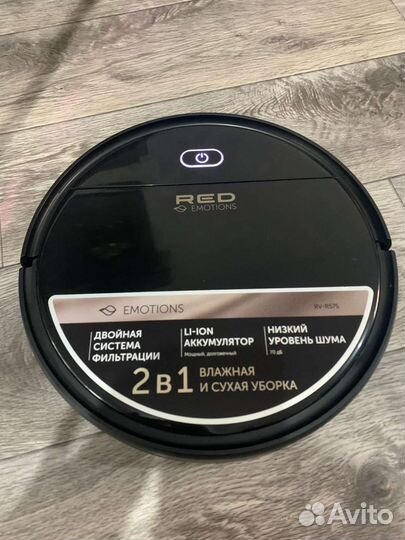 RED
EMOTIONS
EMOTIONS
RV-R575
ДВОЙНАЯ
СИСТЕМА
ФИЛЬТРАЦИИ
LI-ION
АККУМУЛЯТОР
Мощный, долговечный
НИЗКИЙ
УРОВЕНЬ ШУМА
70 дБ
2 в 1
ВЛАЖНАЯ
И СУХАЯ УБОРКА
Avito